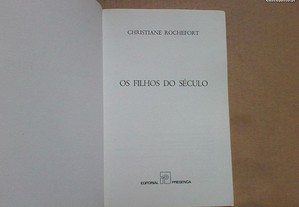 CHRISTIANE ROCHEFORT
OS FILHOS DO SÉCULO
EDITORIAL PRESENÇA